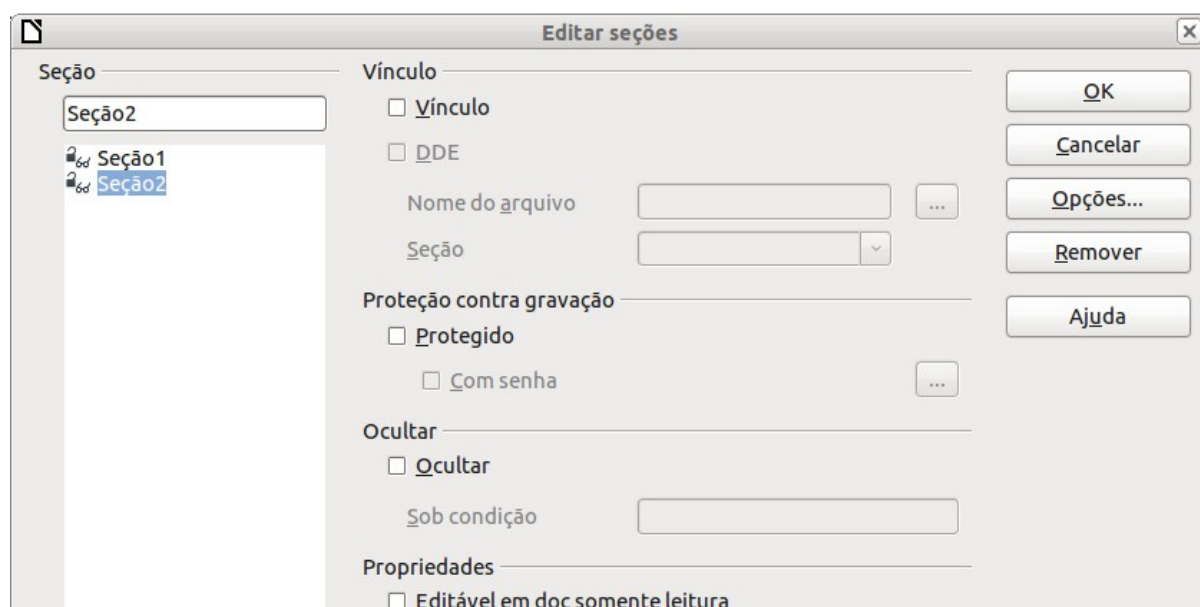 Editar seções
Seção
Seção2
Seção1
Seção2
Vínculo
Vínculo
DDE
Nome do arquivo
...
Seção
Proteção contra gravação
Protegido
Com senha
...
Ocultar
Ocultar
Sob condição
Propriedades
Editável em doc somente leitura
OK
Cancelar
Opções...
Remover
Ajuda